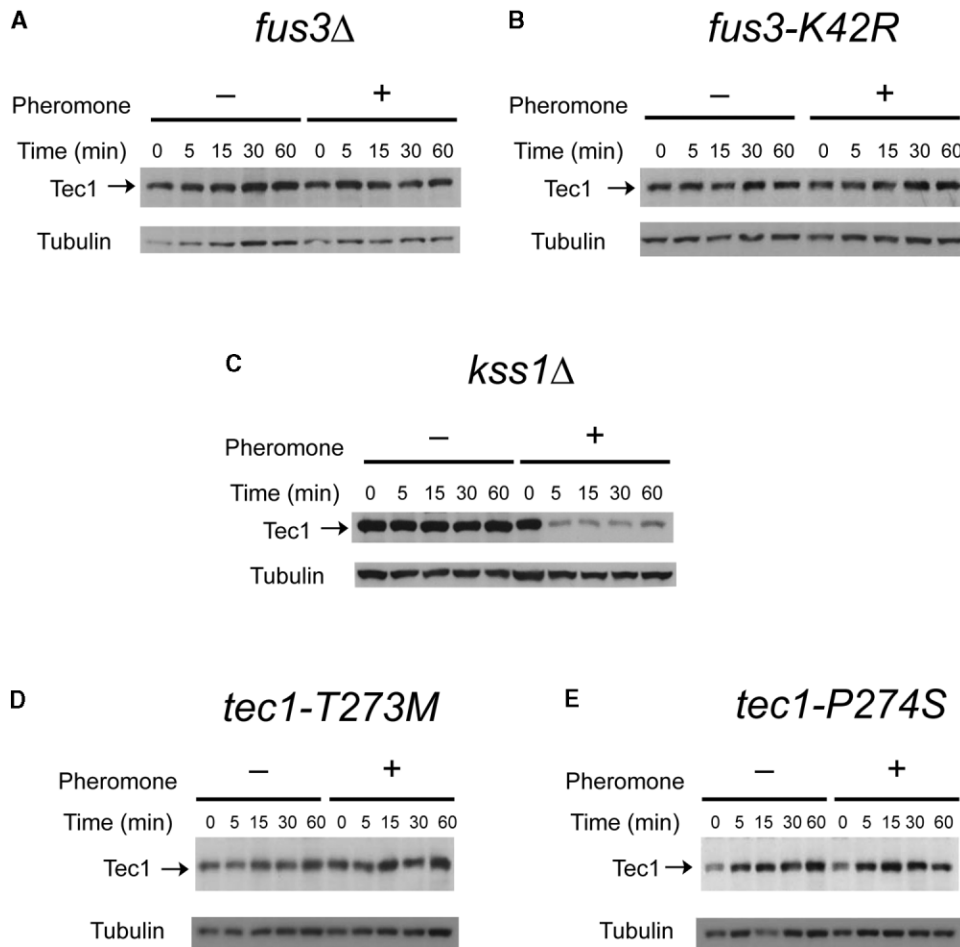 A
fus3Δ
Pheromone
– +
Time (min) 0 5 15 30 60 0 5 15 30 60
Tec1 →
Tubulin
B
fus3-K42R
Pheromone
– +
Time (min) 0 5 15 30 60 0 5 15 30 60
Tec1 →
Tubulin
C
kss1Δ
Pheromone
– +
Time (min) 0 5 15 30 60 0 5 15 30 60
Tec1 →
Tubulin
D
tec1-T273M
Pheromone
– +
Time (min) 0 5 15 30 60 0 5 15 30 60
Tec1 →
Tubulin
E
tec1-P274S
Pheromone
– +
Time (min) 0 5 15 30 60 0 5 15 30 60
Tec1 →
Tubulin